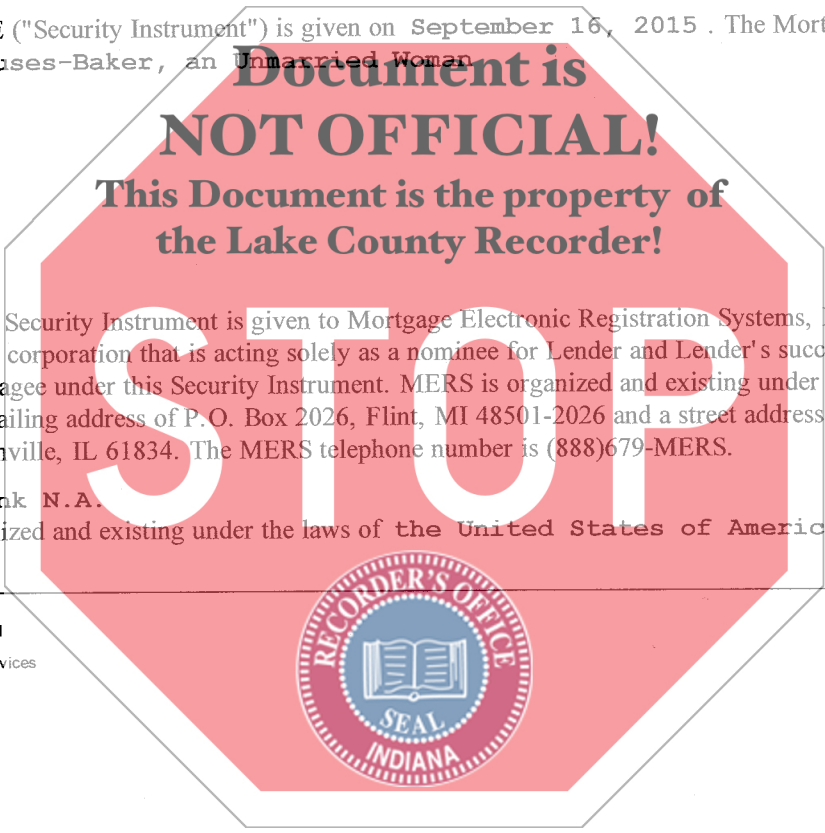 E ("Security Instrument") is given on September 16, 2015 . The Mort
uses-Baker, an Unmarried Woman
Document is
NOT OFFICIAL!
This Document is the property of
the Lake County Recorder!
Security Instrument is given to Mortgage Electronic Registration Systems, I
corporation that is acting solely as a nominee for Lender and Lender's succ
agee under this Security Instrument. MERS is organized and existing under
ailing address of P.O. Box 2026, Flint, MI 48501-2026 and a street address
ville, IL 61834. The MERS telephone number is (888)679-MERS.
STOP
nk N.A.
ized and existing under the laws of the United States of Americ
RECORDER'S OFFICE
SEAL
INDIANA
vices